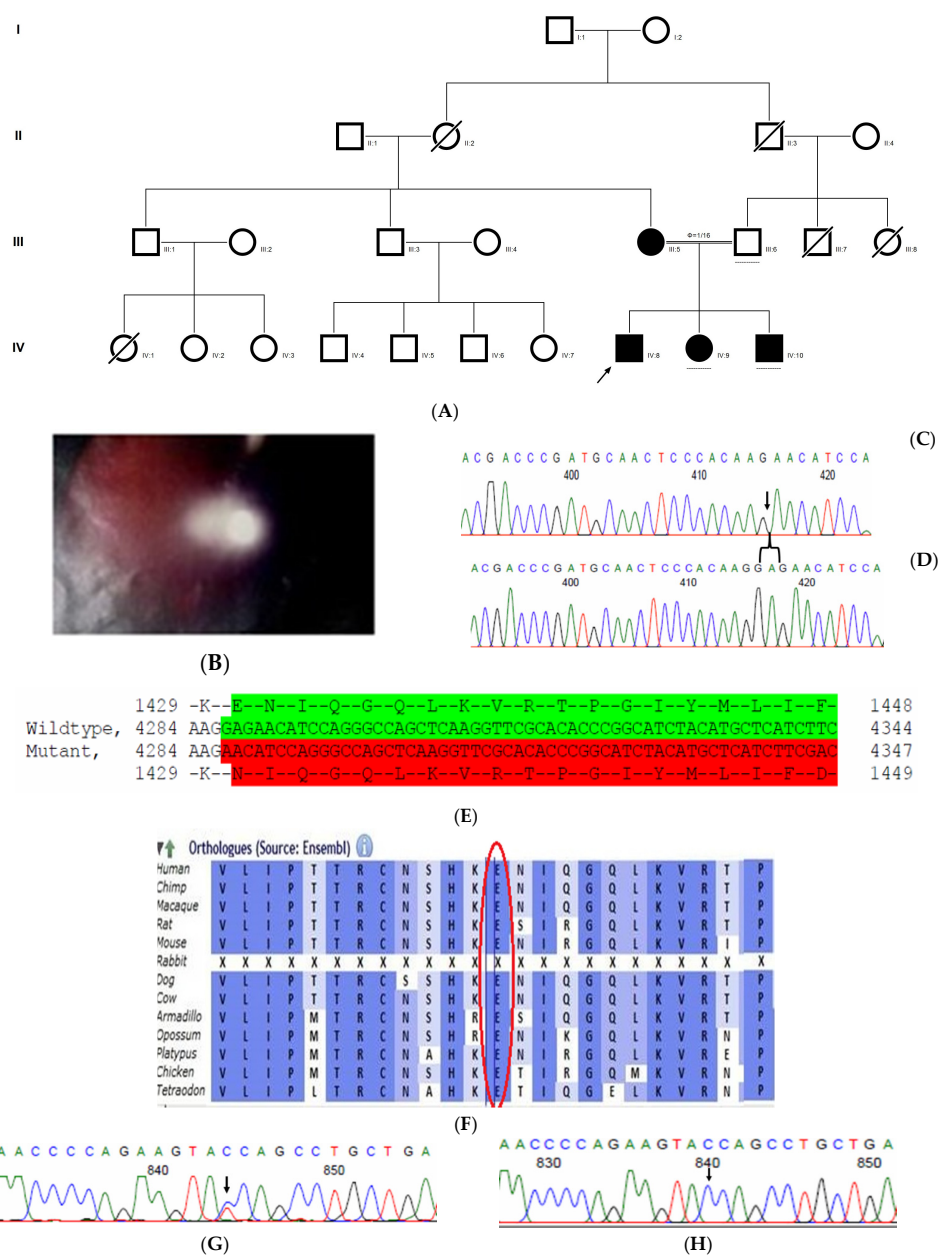 I
I:1
I:2
II
II:1
II:2
II:3
II:4
III
III:1
III:2
III:3
III:4
III:5
Φ=1/16
III:6
III:7
III:8
IV
IV:1
IV:2
IV:3
IV:4
IV:5
IV:6
IV:7
IV:8
IV:9
IV:10
(A)
(B)
(C)
A C G A C C C G A T G C A A C T C C C A C A A G A A C A T C C A
400 410 420
(D)
A C G A C C C G A T G C A A C T C C C A C A A G G A G A A C A T C C A
400 410 420
1429 -K--E--N--I--Q--G--Q--L--K--V--R--T--P--G--I--Y--M--L--I--F- 1448
Wildtype, 4284 AAGGAGAACATCCAGGGCCAGCTCAAGGTTCGCACACCCGGCATCTACATGCTCATCTTC 4344
Mutant, 4284 AAGAACATCCAGGGCCAGCTCAAGGTTCGCACACCCGGCATCTACATGCTCATCTTCGAC 4347
1429 -K--N--I--Q--G--Q--L--K--V--R--T--P--G--I--Y--M--L--I--F--D- 1449
(E)
Orthologues (Source: Ensembl)
Human V L I P T T R C N S H K E N I Q G Q L K V R T P
Chimp V L I P T T R C N S H K E N I Q G Q L K V R T P
Macaque V L I P T T R C N S H K E N I Q G Q L K V R T P
Rat V L I P T T R C N S H K E S I R G Q L K V R T P
Mouse V L I P T T R C N S H K E N I R G Q L K V R I P
Rabbit X X X X X X X X X X X X X X X X X X X X X X X X
Dog V L I P T T R C S S H K E N I Q G Q L K V R T P
Cow V L I P T T R C N S H K E N I Q G Q L K V R T P
Armadillo V L I P M T R C N S H R E S I Q G Q L K V R T P
Opossum V L I P M T R C N S H R E N I K G Q L K V R N P
Platypus V L I P M T R C N A H K E N I R G Q L K V R E P
Chicken V L I P M T R C N S H K E T I R G Q M K V R N P
Tetraodon V L I P L T R C N A H K E T I Q G E L K V R N P
(F)
A A C C C C A G A A G T A C C A G C C T G C T G A
840 850
(G)
A A C C C C A G A A G T A C C A G C C T G C T G A
830 840 850
(H)